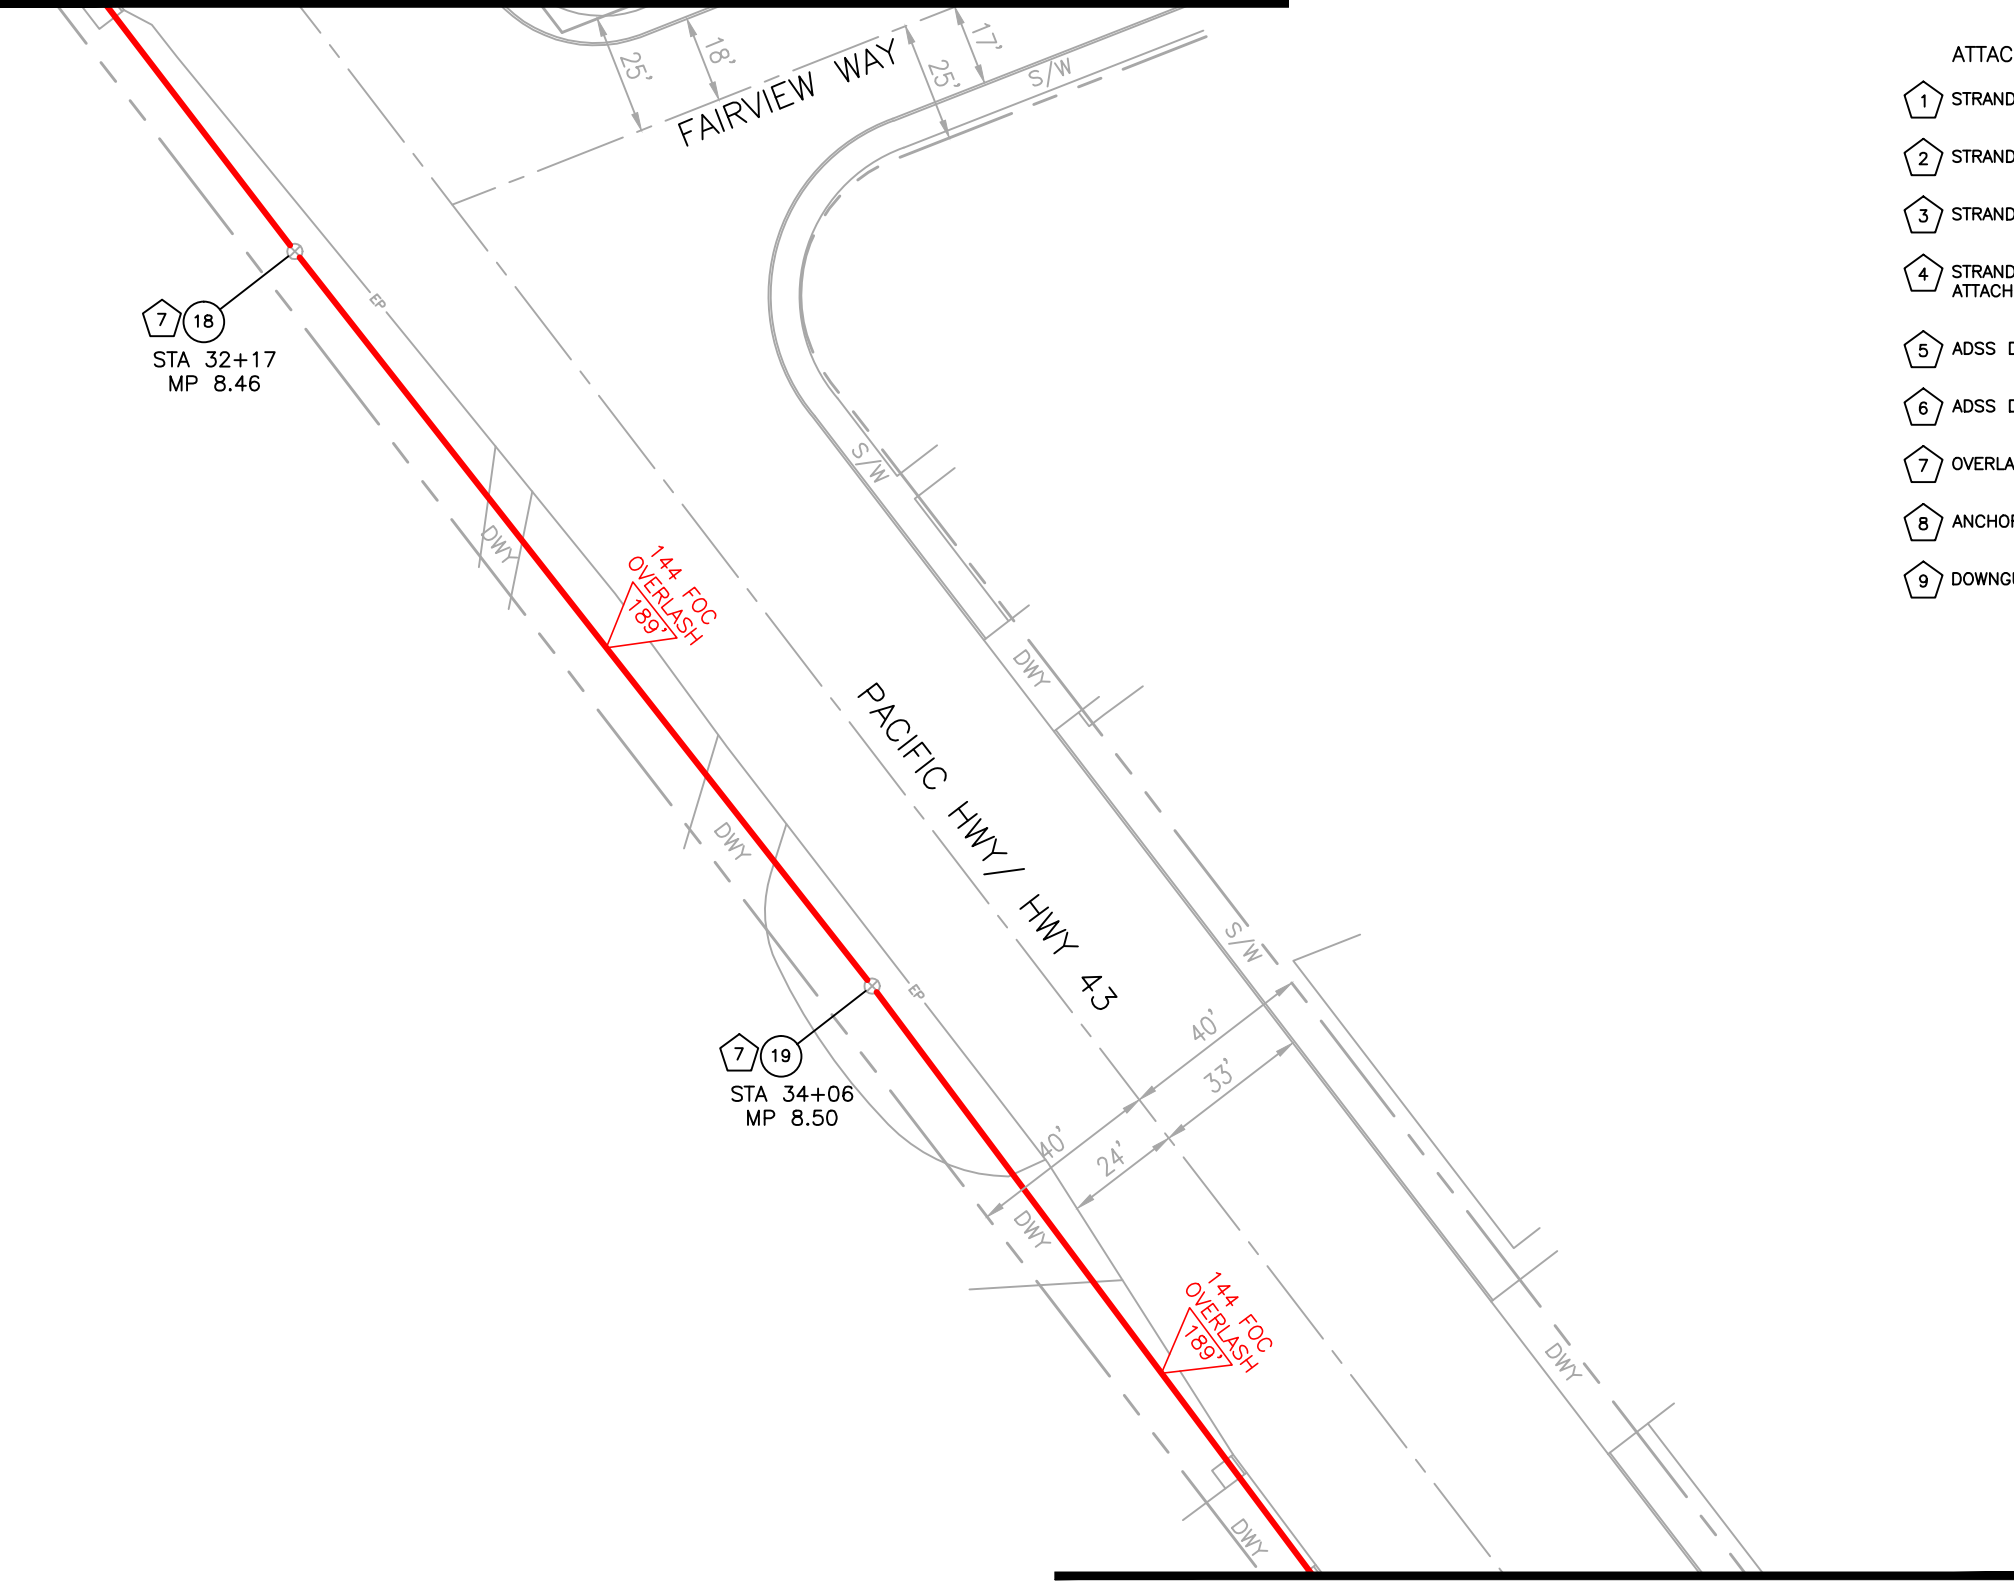 25'
18'
FAIRVIEW WAY
25'
17'
S/W
EP
7
18
STA 32+17
MP 8.46
S/W
DWY
144 FOC
OVERLASH
189'
DWY
PACIFIC HWY/ HWY 43
DWY
S/W
EP
7
19
STA 34+06
MP 8.50
40'
33'
40'
24'
DWY
144 FOC
OVERLASH
189'
DWY
DWY
ATTAC
1 STRAND
2 STRAND
3 STRAND
4 STRAND
ATTACH
5 ADSS D
6 ADSS D
7 OVERLA
8 ANCHOR
9 DOWNGU